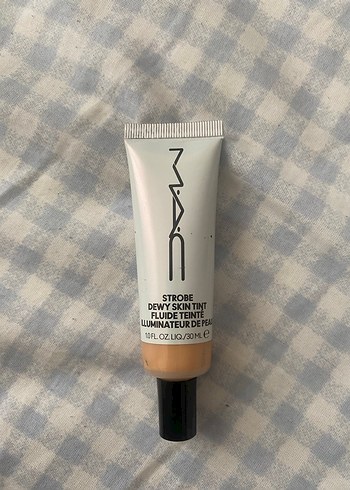 MAC
STROBE
DEWY SKIN TINT
FLUIDE TEINTÉ
ILLUMINATEUR DE PEAU
1.0 FL. OZ. LIQ./30 ML ℮